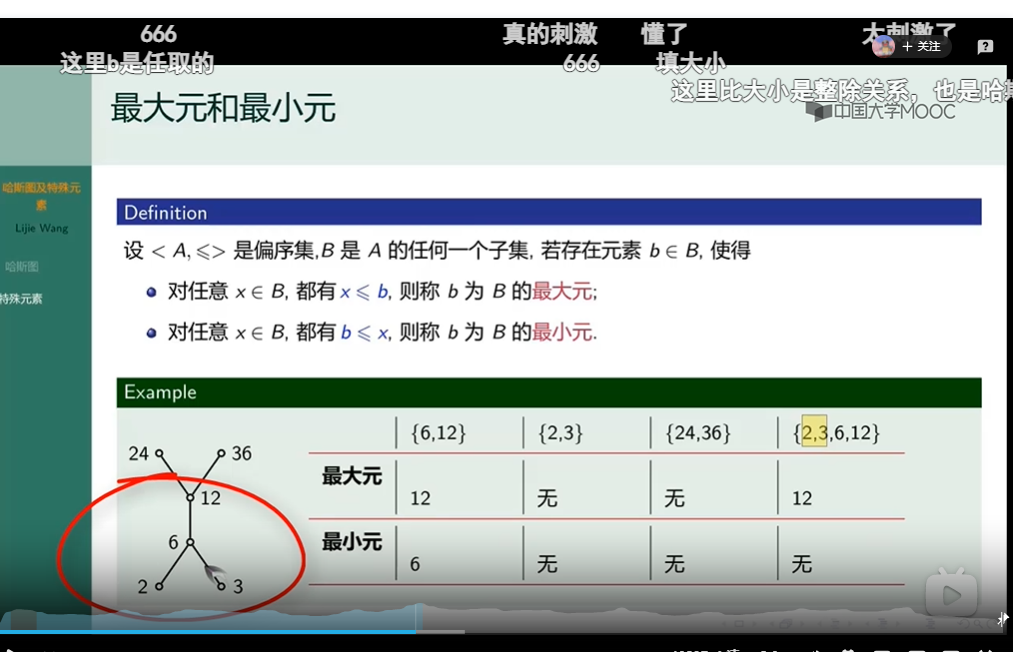 666
真的刺激
懂了
太刺激了
+ 关注
这里b是任取的
666
填大小
这里比大小是整除关系，也是哈斯
最大元和最小元
中国大学MOOC
哈斯图及特殊元素
Lijie Wang
哈斯图
特殊元素
Definition
设 < A, ⩽> 是偏序集,B 是 A 的任何一个子集, 若存在元素 b ∈ B, 使得
对任意 x ∈ B, 都有 x ⩽ b, 则称 b 为 B 的最大元;
对任意 x ∈ B, 都有 b ⩽ x, 则称 b 为 B 的最小元.
Example
{6,12} {2,3} {24,36} {2,3,6,12}
最大元 12 无 无 12
最小元 6 无 无 无
24 36
12
6
2 3